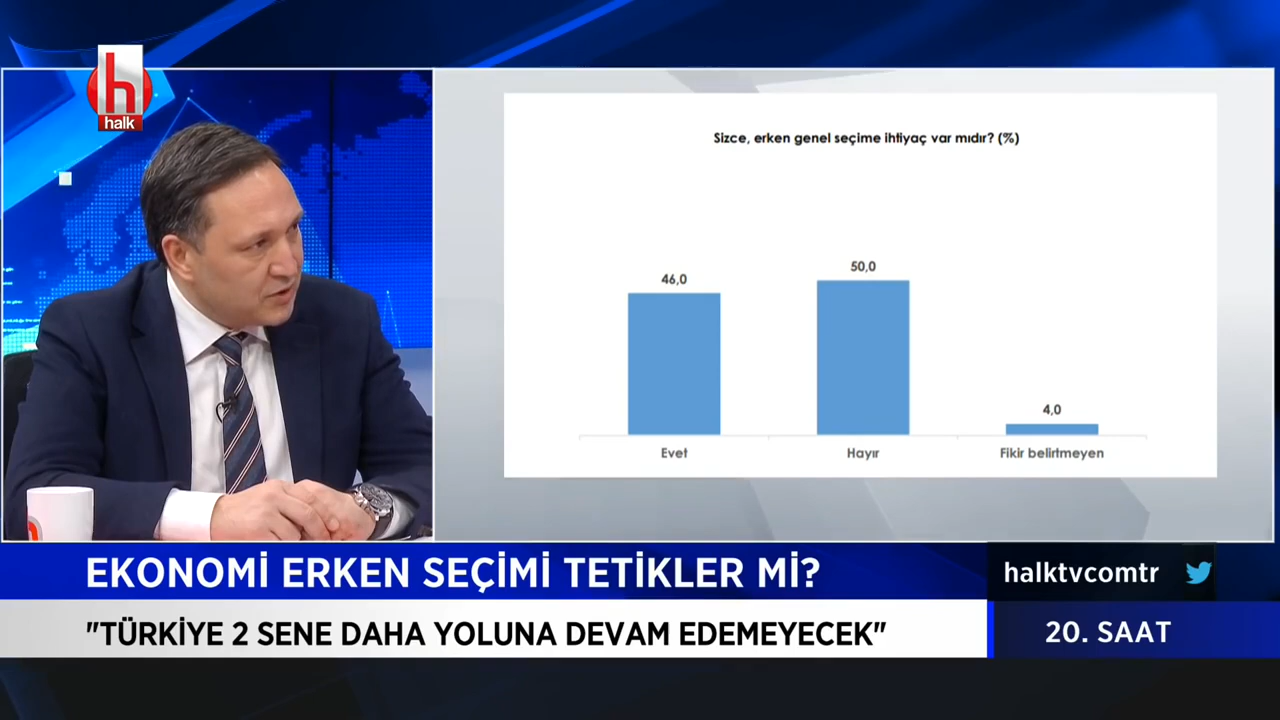 h
halk
Sizce, erken genel seçime ihtiyaç var mıdır? (%)
46,0
50,0
4,0
Evet
Hayır
Fikir belirtmeyen
EKONOMİ ERKEN SEÇİMİ TETİKLER Mİ?
halktvcomtr
"TÜRKİYE 2 SENE DAHA YOLUNA DEVAM EDEMEYECEK"
20. SAAT